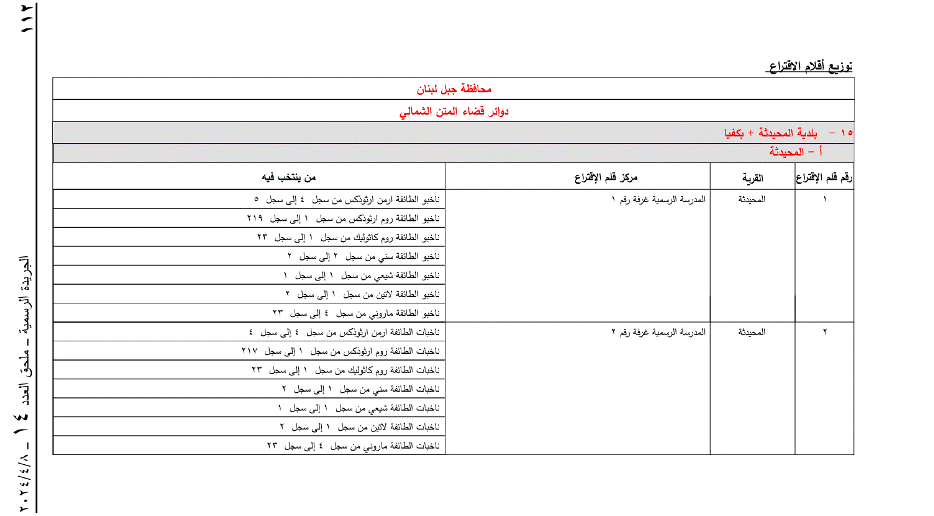 ١١٢
توزيع أقلام الإقتراع
محافظة جبل لبنان
دوائر قضاء المتن الشمالي
١٥ - بلدية المحيدثة + بكفيا
أ - المحيدثة
رقم قلم الإقتراع القرية مركز قلم الإقتراع من ينتخب فيه
١ المحيدثة المدرسة الرسمية غرفة رقم ١ ناخبو الطائفة ارمن ارثوذكس من سجل ٤ إلى سجل ٥
ناخبو الطائفة روم ارثوذكس من سجل ١ إلى سجل ٢١٩
ناخبو الطائفة روم كاثوليك من سجل ١ إلى سجل ٢٣
ناخبو الطائفة سني من سجل ٢ إلى سجل ٢
ناخبو الطائفة شيعي من سجل ١ إلى سجل ١
ناخبو الطائفة لاتين من سجل ١ إلى سجل ٢
ناخبو الطائفة ماروني من سجل ٤ إلى سجل ٢٣
٢ المحيدثة المدرسة الرسمية غرفة رقم ٢ ناخبات الطائفة ارمن ارثوذكس من سجل ٤ إلى سجل ٤
ناخبات الطائفة روم ارثوذكس من سجل ١ إلى سجل ٢١٧
ناخبات الطائفة روم كاثوليك من سجل ١ إلى سجل ٢٣
ناخبات الطائفة سني من سجل ١ إلى سجل ٢
ناخبات الطائفة شيعي من سجل ١ إلى سجل ١
ناخبات الطائفة لاتين من سجل ١ إلى سجل ٢
ناخبات الطائفة ماروني من سجل ٤ إلى سجل ٢٣
الجريدة الرسمية - ملحق العدد ١٤ - ٢٠٢٤/٤/٨